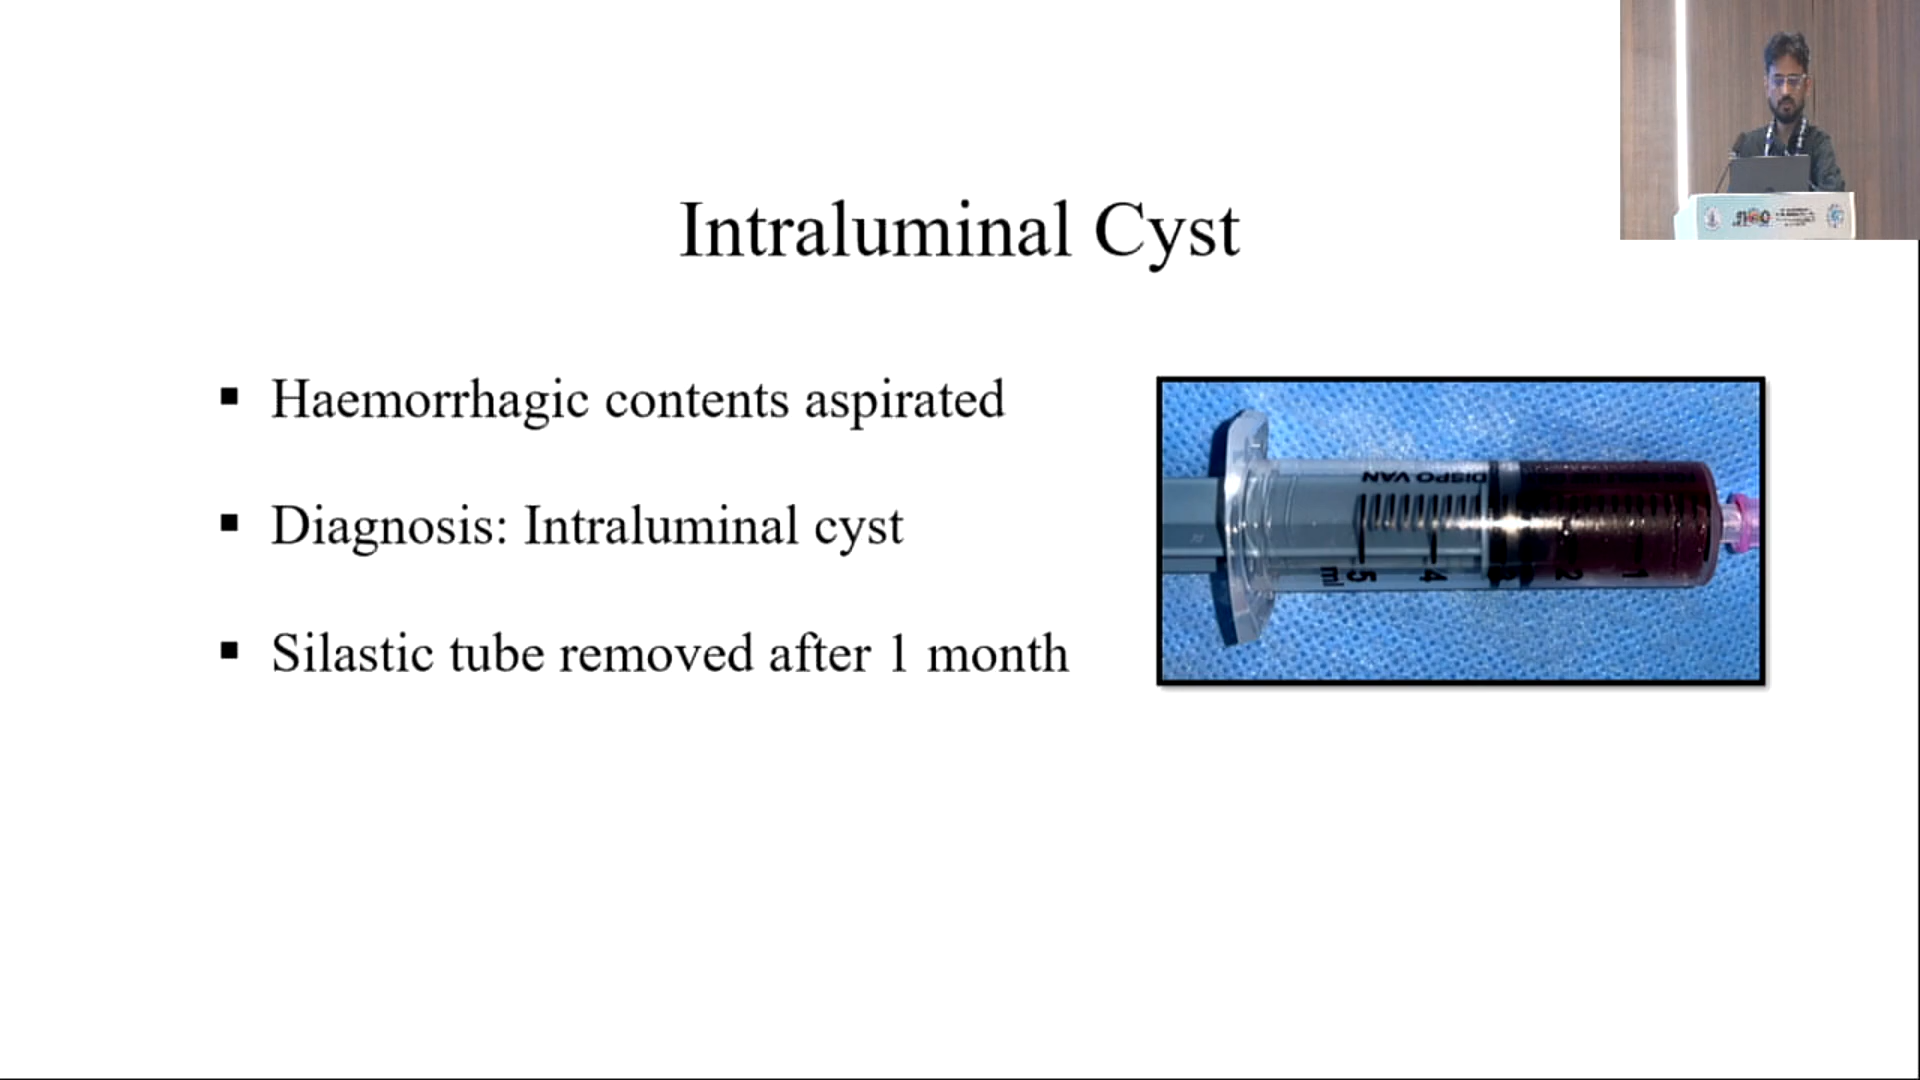 Intraluminal Cyst
▪ Haemorrhagic contents aspirated
▪ Diagnosis: Intraluminal cyst
▪ Silastic tube removed after 1 month
DISPO VAN
ml 5 4 3 2 1